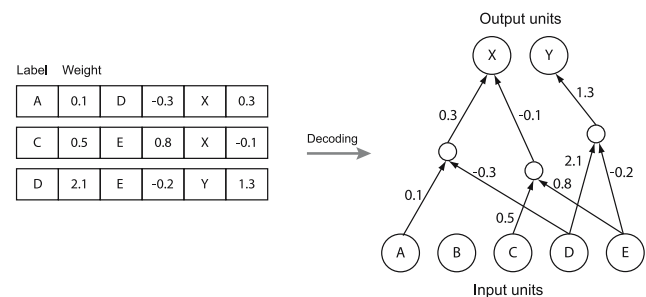 Output units
X Y
Label Weight
A 0.1 D -0.3 X 0.3
C 0.5 E 0.8 X -0.1
D 2.1 E -0.2 Y 1.3
Decoding
1.3
0.3 -0.1
-0.3 2.1 0.8 -0.2
0.1
0.5
A B C D E
Input units